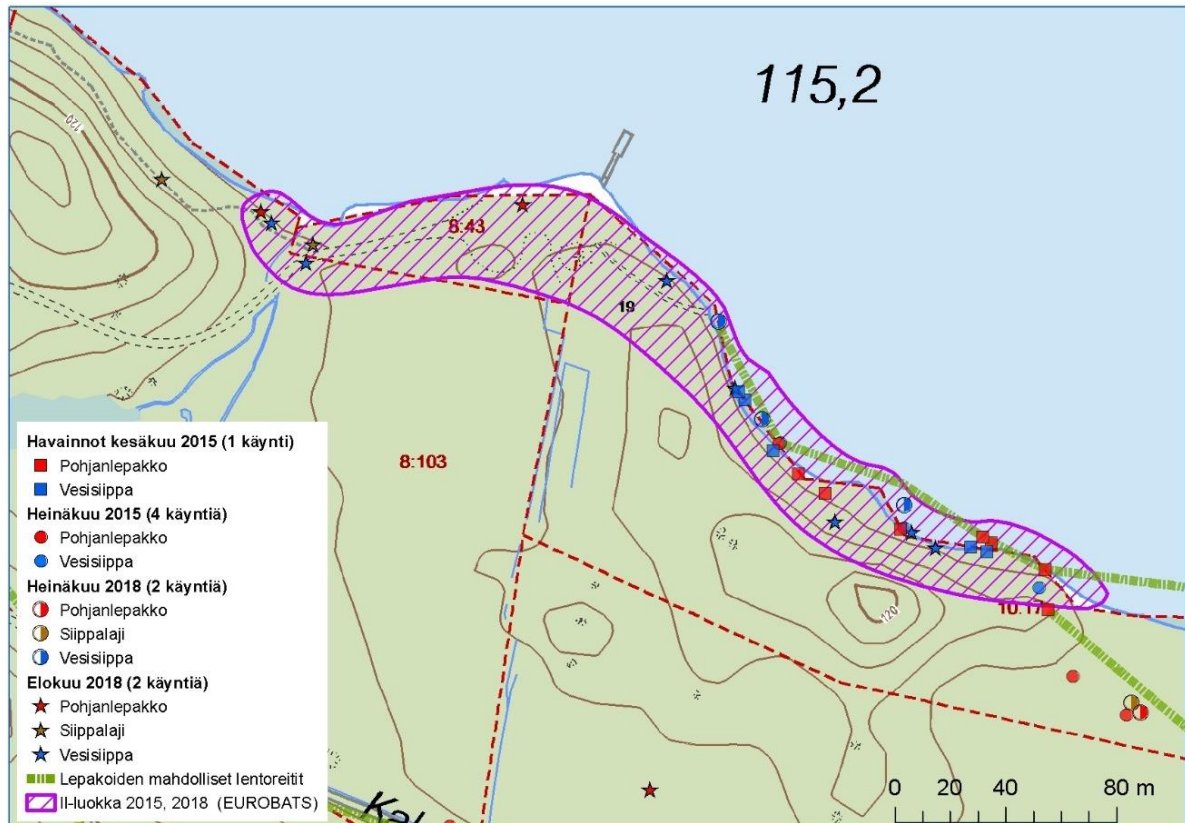 115,2
120
8:43
19
8:103
120
10:17
Havainnot kesäkuu 2015 (1 käynti)
Pohjanlepakko
Vesisiippa
Heinäkuu 2015 (4 käyntiä)
Pohjanlepakko
Vesisiippa
Heinäkuu 2018 (2 käyntiä)
Pohjanlepakko
Siippalaji
Vesisiippa
Elokuu 2018 (2 käyntiä)
Pohjanlepakko
Siippalaji
Vesisiippa
Lepakoiden mahdolliset lentoreitit
II-luokka 2015, 2018 (EUROBATS)
0 20 40 80 m